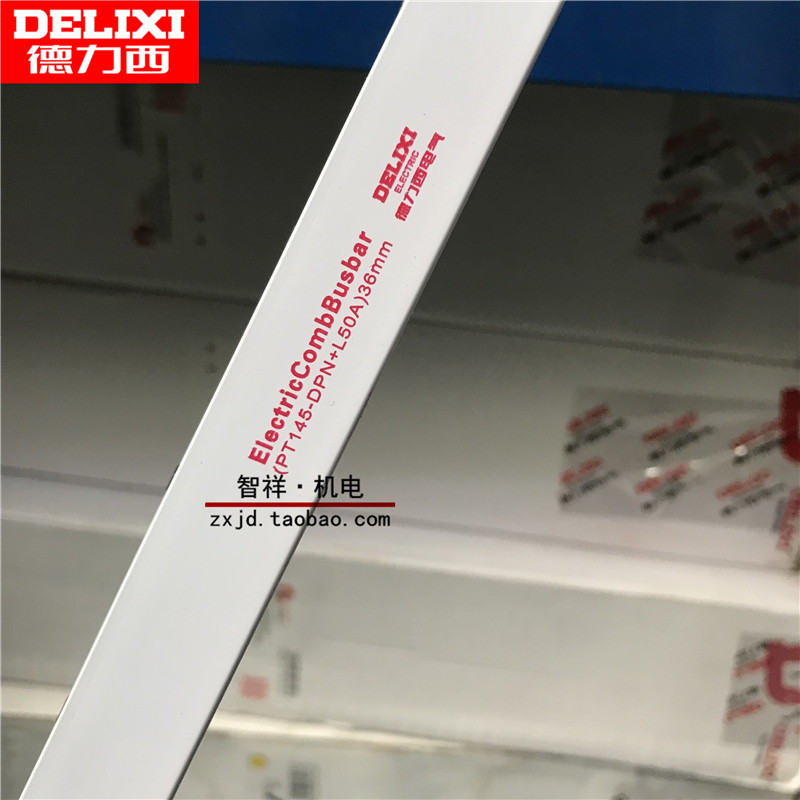 DELIXI
德力西
DELIXI
ELECTRIC
德力西电气
ElectricCombBusbar
(PT145-DPN+L50A)36mm
智祥·机电
zxjd.taobao.com